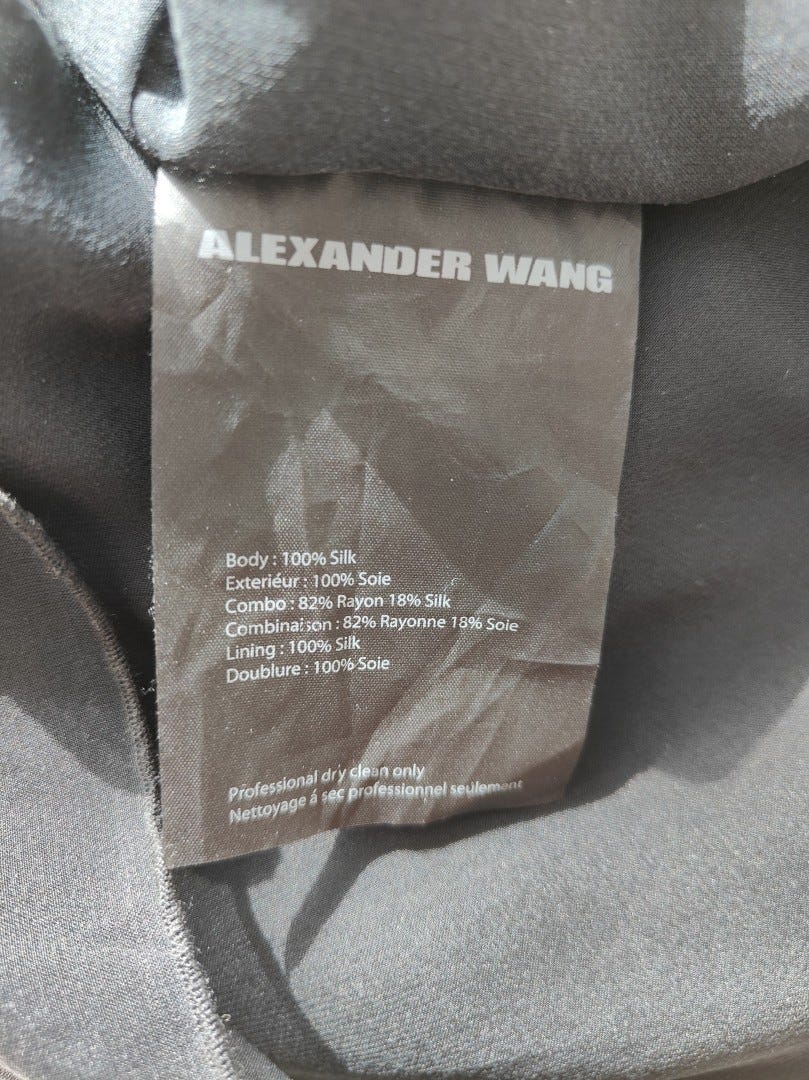 ALEXANDER WANG
Body : 100% Silk
Exteriéur : 100% Soie
Combo : 82% Rayon 18% Silk
Combinaison : 82% Rayonne 18% Soie
Lining : 100% Silk
Doublure : 100% Soie
Professional dry clean only
Nettoyage á sec professionnel seulement